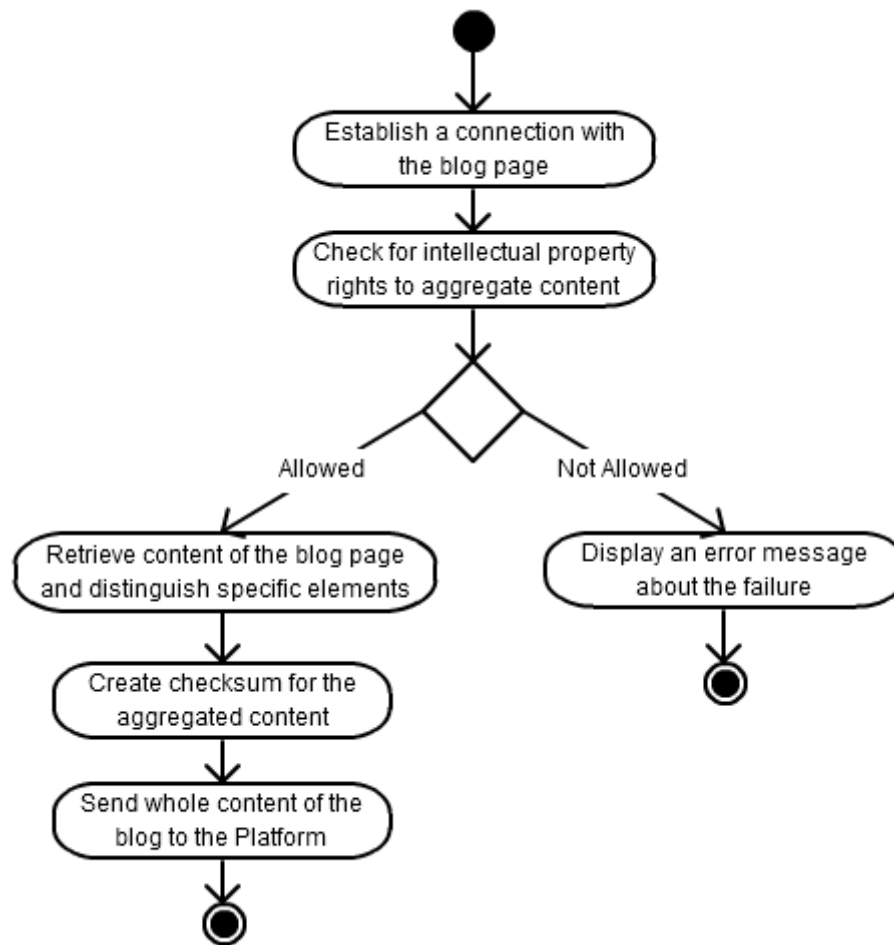 Establish a connection with
the blog page
Check for intellectual property
rights to aggregate content
Allowed
Not Allowed
Retrieve content of the blog page
and distinguish specific elements
Display an error message
about the failure
Create checksum for the
aggregated content
Send whole content of the
blog to the Platform